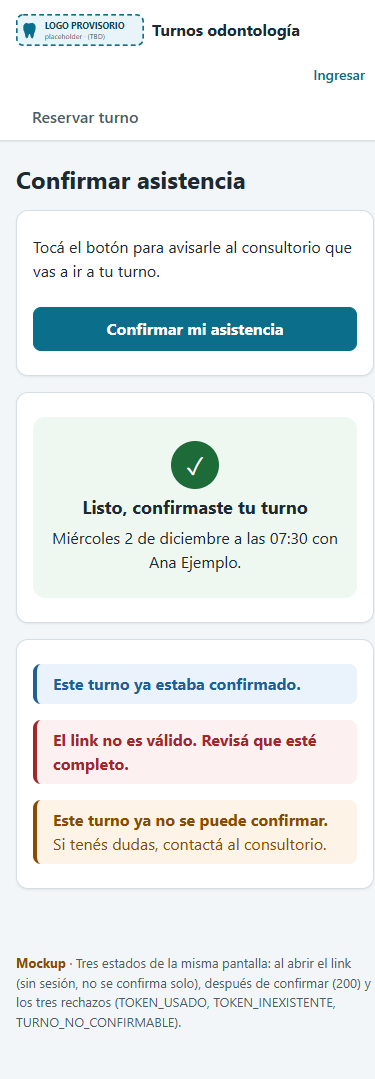 LOGO PROVISORIO
placeholder · (TBD)
Turnos odontología
Ingresar
Reservar turno
Confirmar asistencia
Tocá el botón para avisarle al consultorio que
vas a ir a tu turno.
Confirmar mi asistencia
Listo, confirmaste tu turno
Miércoles 2 de diciembre a las 07:30 con
Ana Ejemplo.
Este turno ya estaba confirmado.
El link no es válido. Revisá que esté
completo.
Este turno ya no se puede confirmar.
Si tenés dudas, contactá al consultorio.
Mockup · Tres estados de la misma pantalla: al abrir el link
(sin sesión, no se confirma solo), después de confirmar (200) y
los tres rechazos (TOKEN_USADO, TOKEN_INEXISTENTE,
TURNO_NO_CONFIRMABLE).